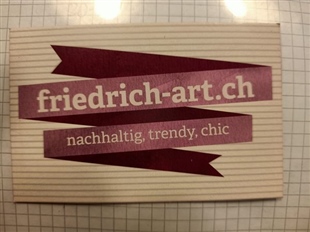 friedrich-art.ch
nachhaltig, trendy, chic